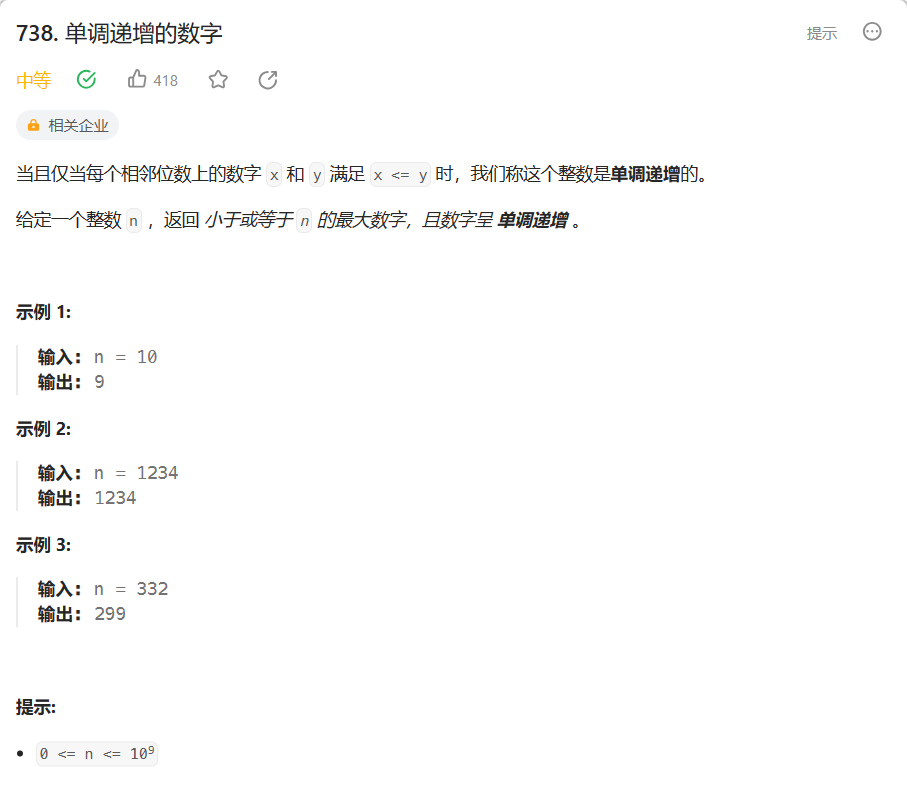 738. 单调递增的数字
提示
中等
418
相关企业
当且仅当每个相邻位数上的数字 x 和 y 满足 x <= y 时，我们称这个整数是单调递增的。
给定一个整数 n ，返回 小于或等于 n 的最大数字，且数字呈 单调递增 。
示例 1:
输入: n = 10
输出: 9
示例 2:
输入: n = 1234
输出: 1234
示例 3:
输入: n = 332
输出: 299
提示:
• 0 <= n <= 10⁹